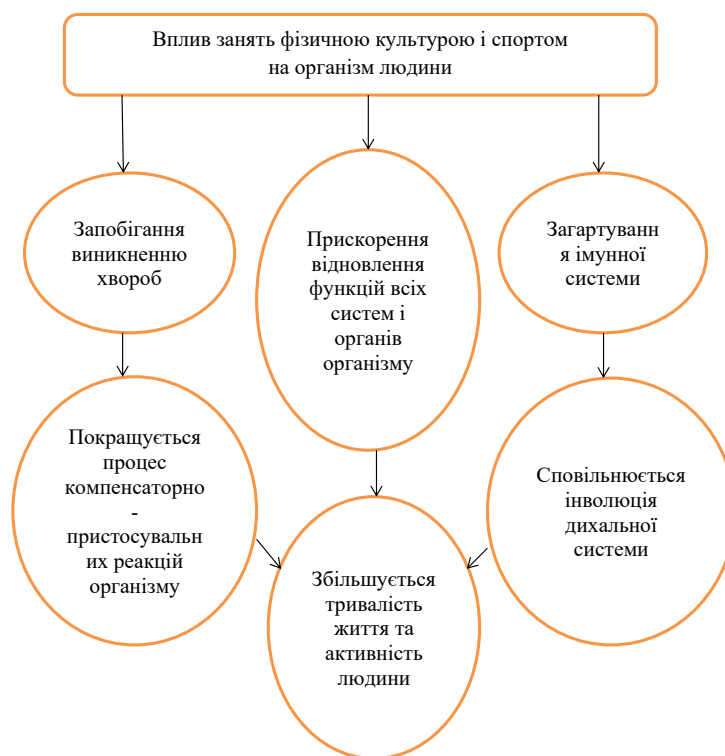 Вплив занять фізичною культурою і спортом
на організм людини
Запобігання
виникненню
хвороб
Прискорення
відновлення
функцій всіх
систем і
органів
організму
Загартуванн
я імунної
системи
Покращується
процес
компенсаторно
-
пристосувальн
их реакцій
організму
Збільшується
тривалість
життя та
активність
людини
Сповільнюється
інволюція
дихальної
системи